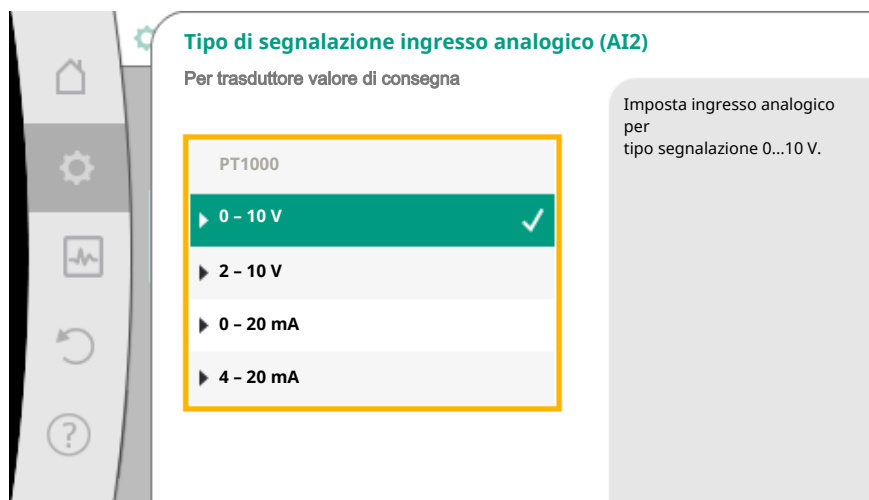 Tipo di segnalazione ingresso analogico (AI2)
Per trasduttore valore di consegna
PT1000
0 – 10 V
2 – 10 V
0 – 20 mA
4 – 20 mA
Imposta ingresso analogico
per
tipo segnalazione 0...10 V.
?